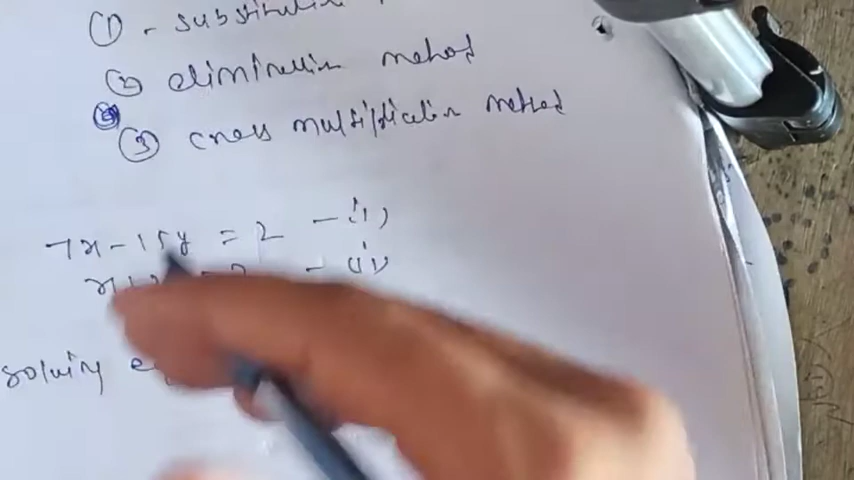 ① - substitution
② elimination method
③ cross multiplication method
7x - 15y = 2 - (i)
- (ii)
solving